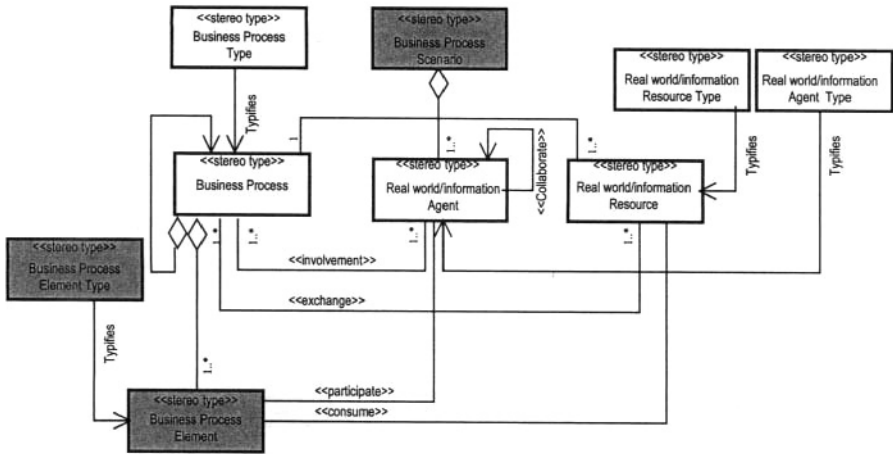 <<stereo type>>
Business Process
Type
<<stereo type>>
Business Process
Scenario
<<stereo type>>
Real world/information
Resource Type
<<stereo type>>
Real world/information
Agent Type
Typifies
1
1..*
1..*
<<Collaborate>>
Typifies
Typifies
<<stereo type>>
Business Process
<<stereo type>>
Real world/information
Agent
<<stereo type>>
Real world/information
Resource
1..*
1..*
1..*
1..*
<<stereo type>>
Business Process
Element Type
<<involvement>>
<<exchange>>
Typifies
1..*
<<stereo type>>
Business Process
Element
<<participate>>
<<consume>>